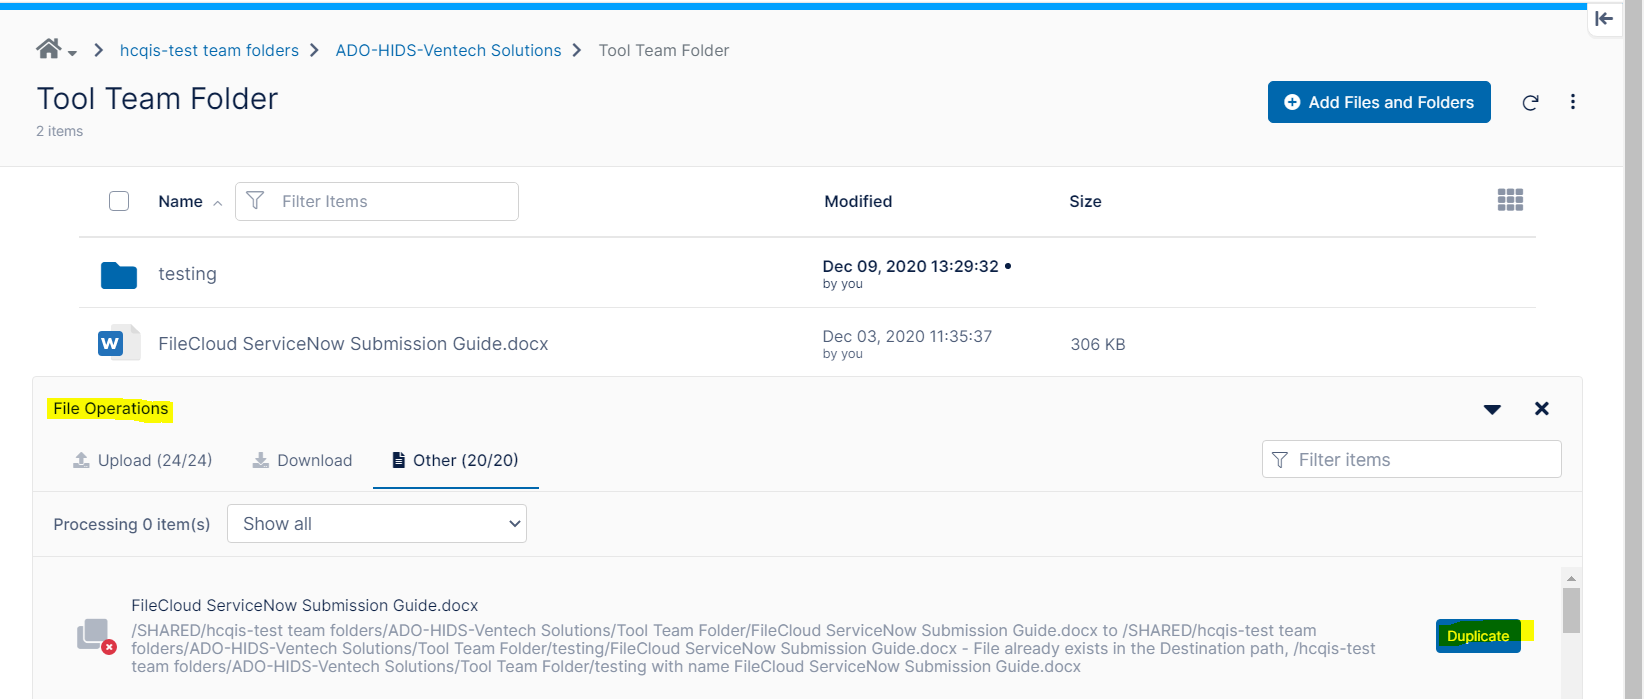 hcqis-test team folders ADO-HIDS-Ventech Solutions Tool Team Folder
Tool Team Folder
Add Files and Folders
2 items
Name Filter Items Modified Size
testing Dec 09, 2020 13:29:32 •
by you
FileCloud ServiceNow Submission Guide.docx Dec 03, 2020 11:35:37 306 KB
by you
W
File Operations
Upload (24/24) Download Other (20/20) Filter items
Processing 0 item(s) Show all
FileCloud ServiceNow Submission Guide.docx
/SHARED/hcqis-test team folders/ADO-HIDS-Ventech Solutions/Tool Team Folder/FileCloud ServiceNow Submission Guide.docx to /SHARED/hcqis-test team
folders/ADO-HIDS-Ventech Solutions/Tool Team Folder/testing/FileCloud ServiceNow Submission Guide.docx - File already exists in the Destination path, /hcqis-test
team folders/ADO-HIDS-Ventech Solutions/Tool Team Folder/testing with name FileCloud ServiceNow Submission Guide.docx
Duplicate